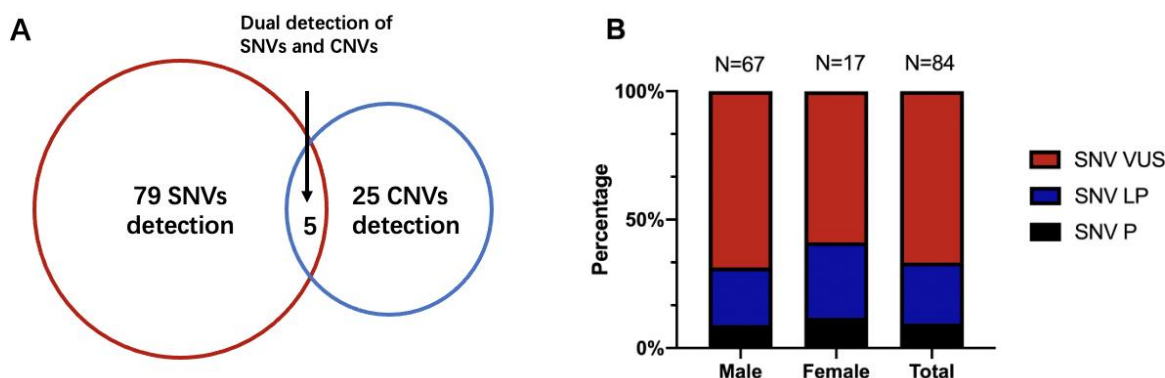 A
Dual detection of
SNVs and CNVs
79 SNVs
detection
5
25 CNVs
detection
B
N=67
N=17
N=84
100%
50%
0%
Percentage
Male
Female
Total
SNV VUS
SNV LP
SNV P